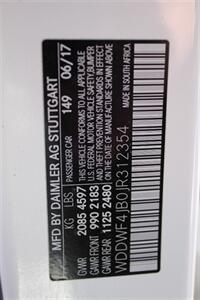 MFD BY DAIMLER AG STUTTGART
149 06/17
PASSENGER CAR
THIS VEHICLE CONFORMS TO ALL APPLICABLE
U.S. FEDERAL MOTOR VEHICLE SAFETY, BUMPER
AND THEFT PREVENTION STANDARDS IN EFFECT
ON THE DATE OF MANUFACTURE SHOWN ABOVE.
MADE IN SOUTH AFRICA
KG LBS
GVWR 2085 4597
GAWR FRONT 990 2183
GAWR REAR 1125 2480
WDDWF4JB0JR312354